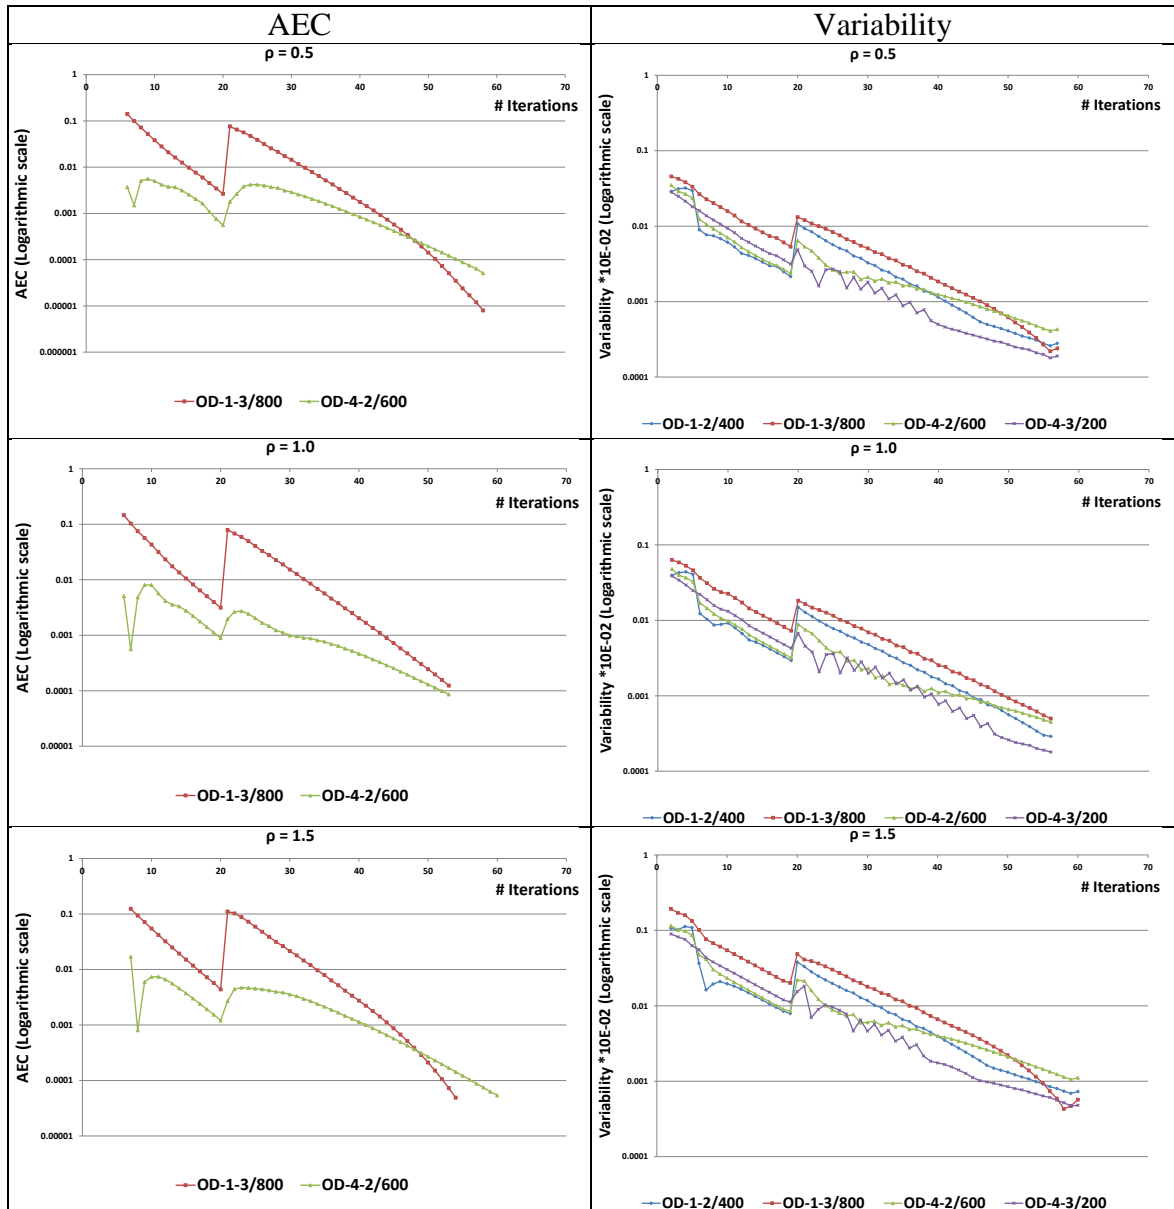 AEC
Variability
ρ = 0.5
1
0 10 20 30 40 50 60 70
# Iterations
0.1
0.01
0.001
0.0001
0.00001
0.000001
AEC (Logarithmic scale)
OD-1-3/800 OD-4-2/600
ρ = 0.5
1
0 10 20 30 40 50 60 70
# Iterations
0.1
0.01
0.001
0.0001
Variability *10E-02 (Logarithmic scale)
OD-1-2/400 OD-1-3/800 OD-4-2/600 OD-4-3/200
ρ = 1.0
1
0 10 20 30 40 50 60 70
# Iterations
0.1
0.01
0.001
0.0001
0.00001
AEC (Logarithmic scale)
OD-1-3/800 OD-4-2/600
ρ = 1.0
1
0 10 20 30 40 50 60 70
# Iterations
0.1
0.01
0.001
0.0001
Variability *10E-02 (Logarithmic scale)
OD-1-2/400 OD-1-3/800 OD-4-2/600 OD-4-3/200
ρ = 1.5
1
0 10 20 30 40 50 60 70
# Iterations
0.1
0.01
0.001
0.0001
0.00001
AEC (Logarithmic scale)
OD-1-3/800 OD-4-2/600
ρ = 1.5
1
0 10 20 30 40 50 60 70
# Iterations
0.1
0.01
0.001
0.0001
Variability *10E-02 (Logarithmic scale)
OD-1-2/400 OD-1-3/800 OD-4-2/600 OD-4-3/200